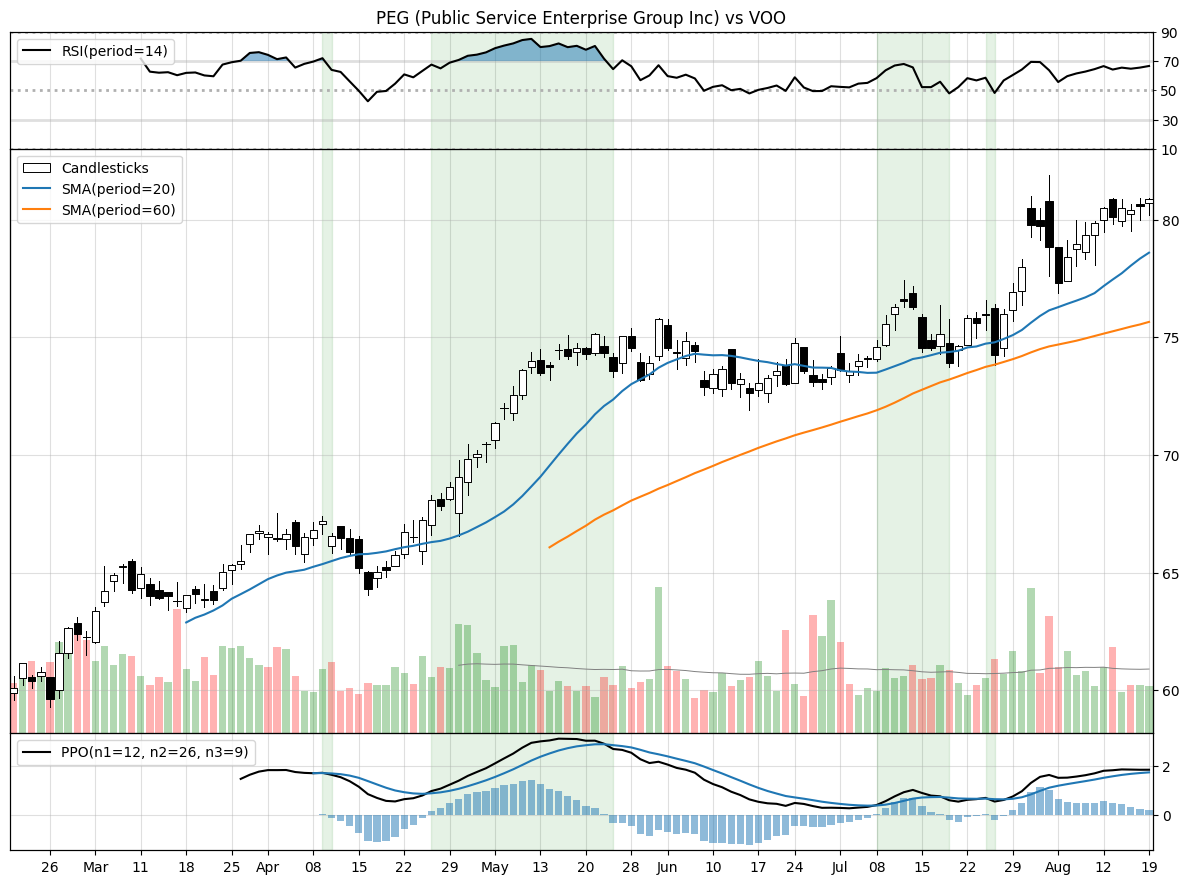 PEG (Public Service Enterprise Group Inc) vs VOO
RSI(period=14)
90
70
50
30
10
Candlesticks
SMA(period=20)
SMA(period=60)
80
75
70
65
60
PPO(n1=12, n2=26, n3=9)
2
0
26 Mar 11 18 25 Apr 08 15 22 29 May 13 20 28 Jun 10 17 24 Jul 08 15 22 29 Aug 12 19